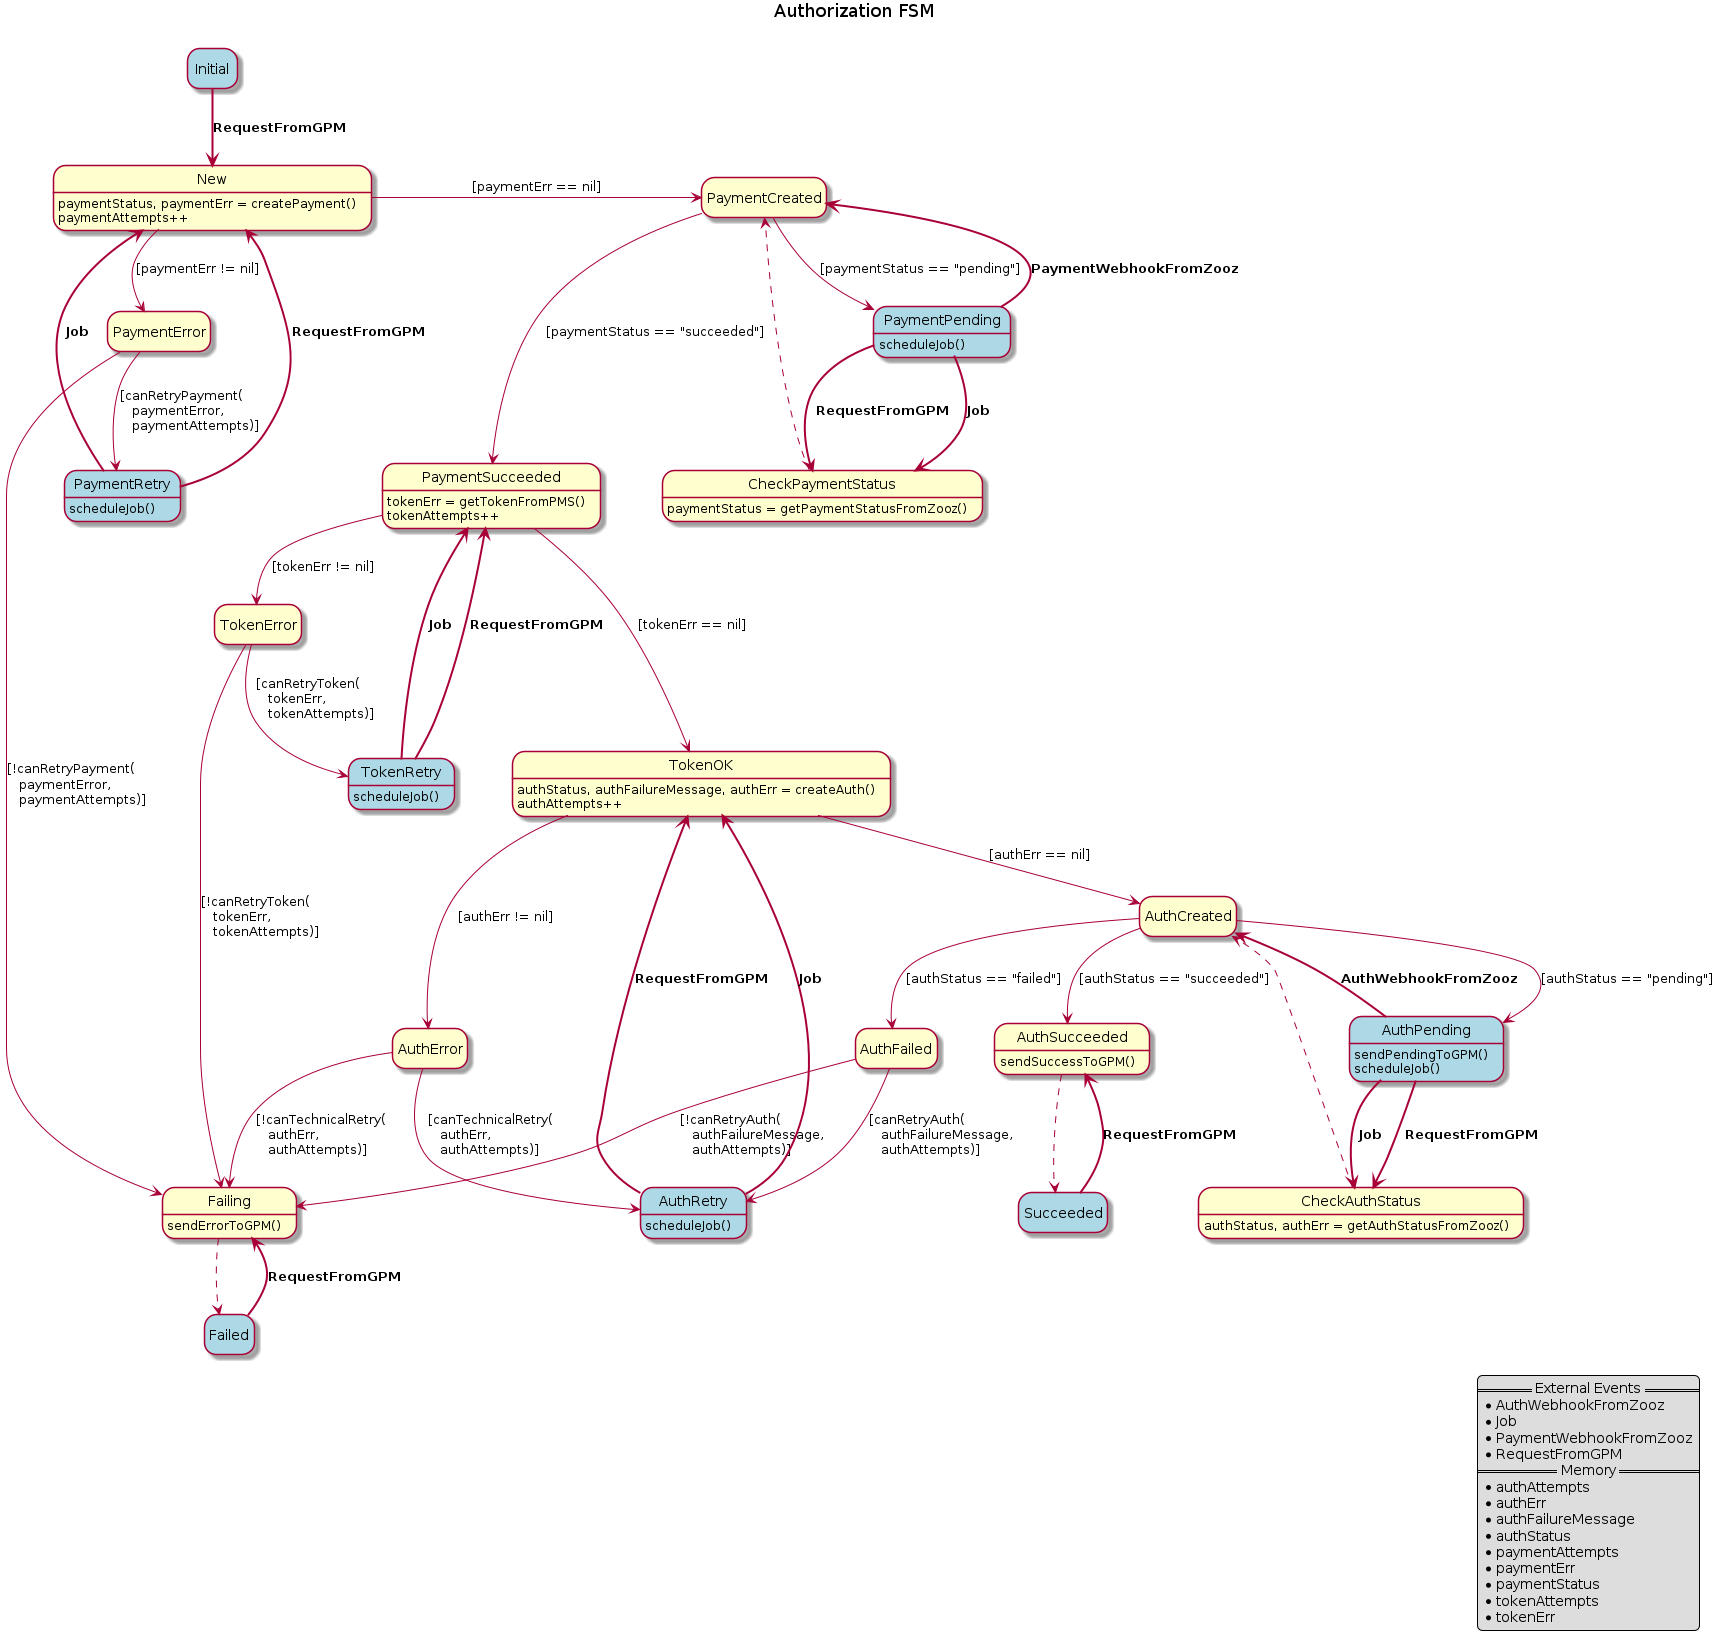 Authorization FSM
Initial
RequestFromGPM
New
paymentStatus, paymentErr = createPayment()
paymentAttempts++
[paymentErr == nil]
PaymentCreated
[paymentErr != nil]
[paymentStatus == "pending"]
PaymentWebhookFromZooz
PaymentError
Job
RequestFromGPM
[paymentStatus == "succeeded"]
PaymentPending
scheduleJob()
[canRetryPayment(
paymentError,
paymentAttempts)]
RequestFromGPM
Job
PaymentRetry
scheduleJob()
PaymentSucceeded
tokenErr = getTokenFromPMS()
tokenAttempts++
CheckPaymentStatus
paymentStatus = getPaymentStatusFromZooz()
[tokenErr != nil]
TokenError
Job
RequestFromGPM
[tokenErr == nil]
[canRetryToken(
tokenErr,
tokenAttempts)]
[!canRetryPayment(
paymentError,
paymentAttempts)]
TokenRetry
scheduleJob()
TokenOK
authStatus, authFailureMessage, authErr = createAuth()
authAttempts++
[authErr == nil]
[!canRetryToken(
tokenErr,
tokenAttempts)]
[authErr != nil]
AuthCreated
RequestFromGPM
Job
[authStatus == "failed"]
[authStatus == "succeeded"]
AuthWebhookFromZooz
[authStatus == "pending"]
AuthError
AuthFailed
AuthSucceeded
sendSuccessToGPM()
AuthPending
sendPendingToGPM()
scheduleJob()
[!canTechnicalRetry(
authErr,
authAttempts)]
[canTechnicalRetry(
authErr,
authAttempts)]
[!canRetryAuth(
authFailureMessage,
authAttempts)]
[canRetryAuth(
authFailureMessage,
authAttempts)]
RequestFromGPM
Job
RequestFromGPM
Failing
sendErrorToGPM()
AuthRetry
scheduleJob()
Succeeded
CheckAuthStatus
authStatus, authErr = getAuthStatusFromZooz()
RequestFromGPM
Failed
External Events
• AuthWebhookFromZooz
• Job
• PaymentWebhookFromZooz
• RequestFromGPM
Memory
• authAttempts
• authErr
• authFailureMessage
• authStatus
• paymentAttempts
• paymentErr
• paymentStatus
• tokenAttempts
• tokenErr